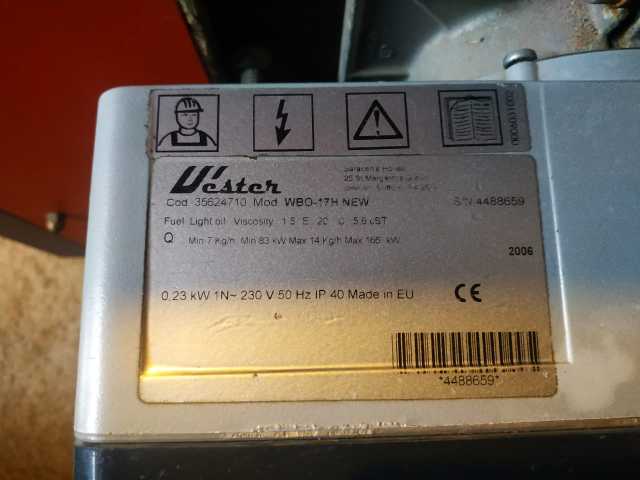 Wester
Cod. 35624710 Mod. WBO-17H NEW S/N 4488659
Fuel: Light oil Viscosity 1.5 E 20 °C 5.6 cST
Q Min 7 Kg/h Min 83 kW Max 14 Kg/h Max 166 kW
2006
0,23 kW 1N~ 230 V 50 Hz IP 40 Made in EU CE
*4488659*